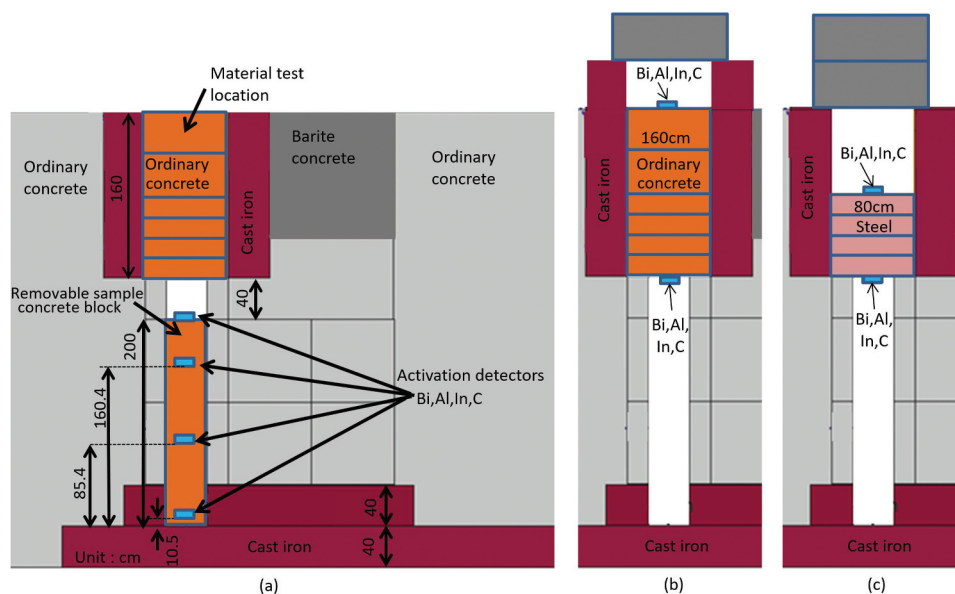 Material test
location
Ordinary
concrete
160
Ordinary
concrete
Cast iron
Barite
concrete
Ordinary
concrete
Removable sample
concrete block
40
200
160.4
85.4
10.5
Activation detectors
Bi,Al,In,C
40
40
Cast iron
Unit : cm
(a)
Bi,Al,In,C
160cm
Ordinary
concrete
Cast iron
Bi,Al,
In,C
Cast iron
(b)
Bi,Al,In,C
80cm
Steel
Cast iron
Bi,Al,
In,C
Cast iron
(c)